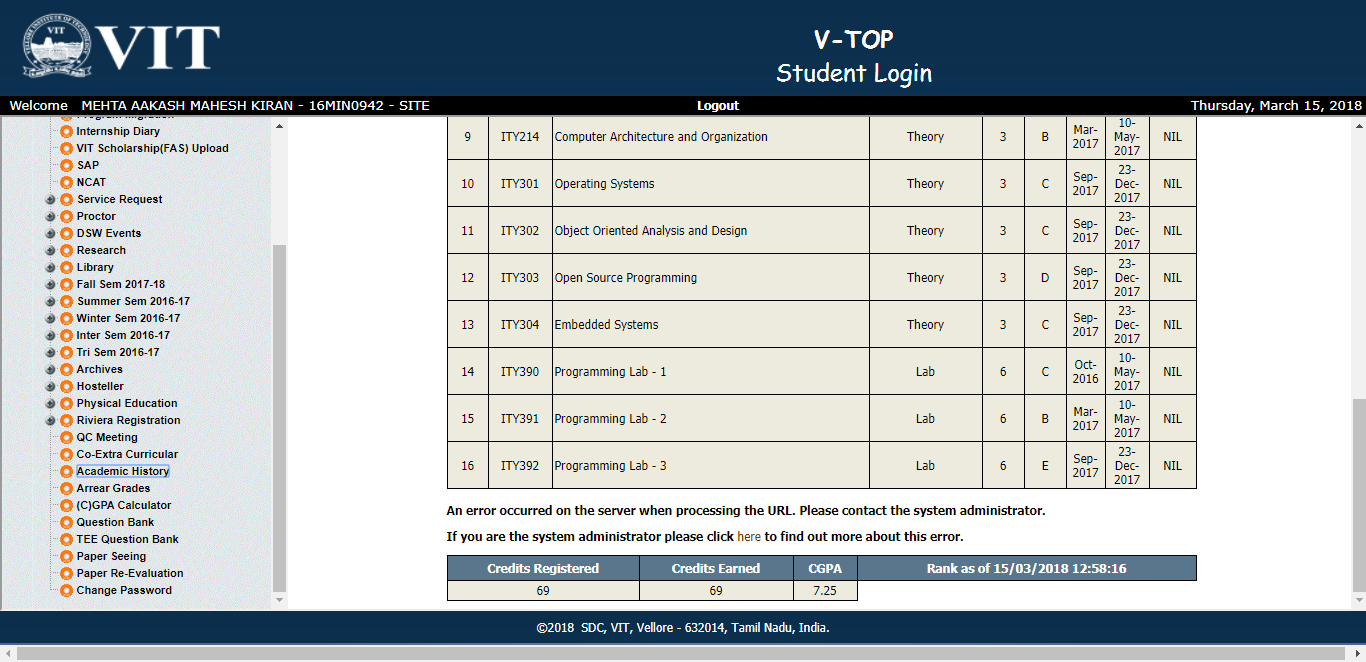 VIT
V-TOP
Student Login
Welcome MEHTA AAKASH MAHESH KIRAN - 16MIN0942 - SITE Logout Thursday, March 15, 2018
Internship Diary
VIT Scholarship(FAS) Upload
SAP
NCAT
Service Request
Proctor
DSW Events
Research
Library
Fall Sem 2017-18
Summer Sem 2016-17
Winter Sem 2016-17
Inter Sem 2016-17
Tri Sem 2016-17
Archives
Hosteller
Physical Education
Riviera Registration
QC Meeting
Co-Extra Curricular
Academic History
Arrear Grades
(C)GPA Calculator
Question Bank
TEE Question Bank
Paper Seeing
Paper Re-Evaluation
Change Password
9 ITY214 Computer Architecture and Organization Theory 3 B Mar-2017 10-May-2017 NIL
10 ITY301 Operating Systems Theory 3 C Sep-2017 23-Dec-2017 NIL
11 ITY302 Object Oriented Analysis and Design Theory 3 C Sep-2017 23-Dec-2017 NIL
12 ITY303 Open Source Programming Theory 3 D Sep-2017 23-Dec-2017 NIL
13 ITY304 Embedded Systems Theory 3 C Sep-2017 23-Dec-2017 NIL
14 ITY390 Programming Lab - 1 Lab 6 C Oct-2016 10-May-2017 NIL
15 ITY391 Programming Lab - 2 Lab 6 B Mar-2017 10-May-2017 NIL
16 ITY392 Programming Lab - 3 Lab 6 E Sep-2017 23-Dec-2017 NIL
An error occurred on the server when processing the URL. Please contact the system administrator.
If you are the system administrator please click here to find out more about this error.
Credits Registered Credits Earned CGPA Rank as of 15/03/2018 12:58:16
69 69 7.25
©2018 SDC, VIT, Vellore - 632014, Tamil Nadu, India.